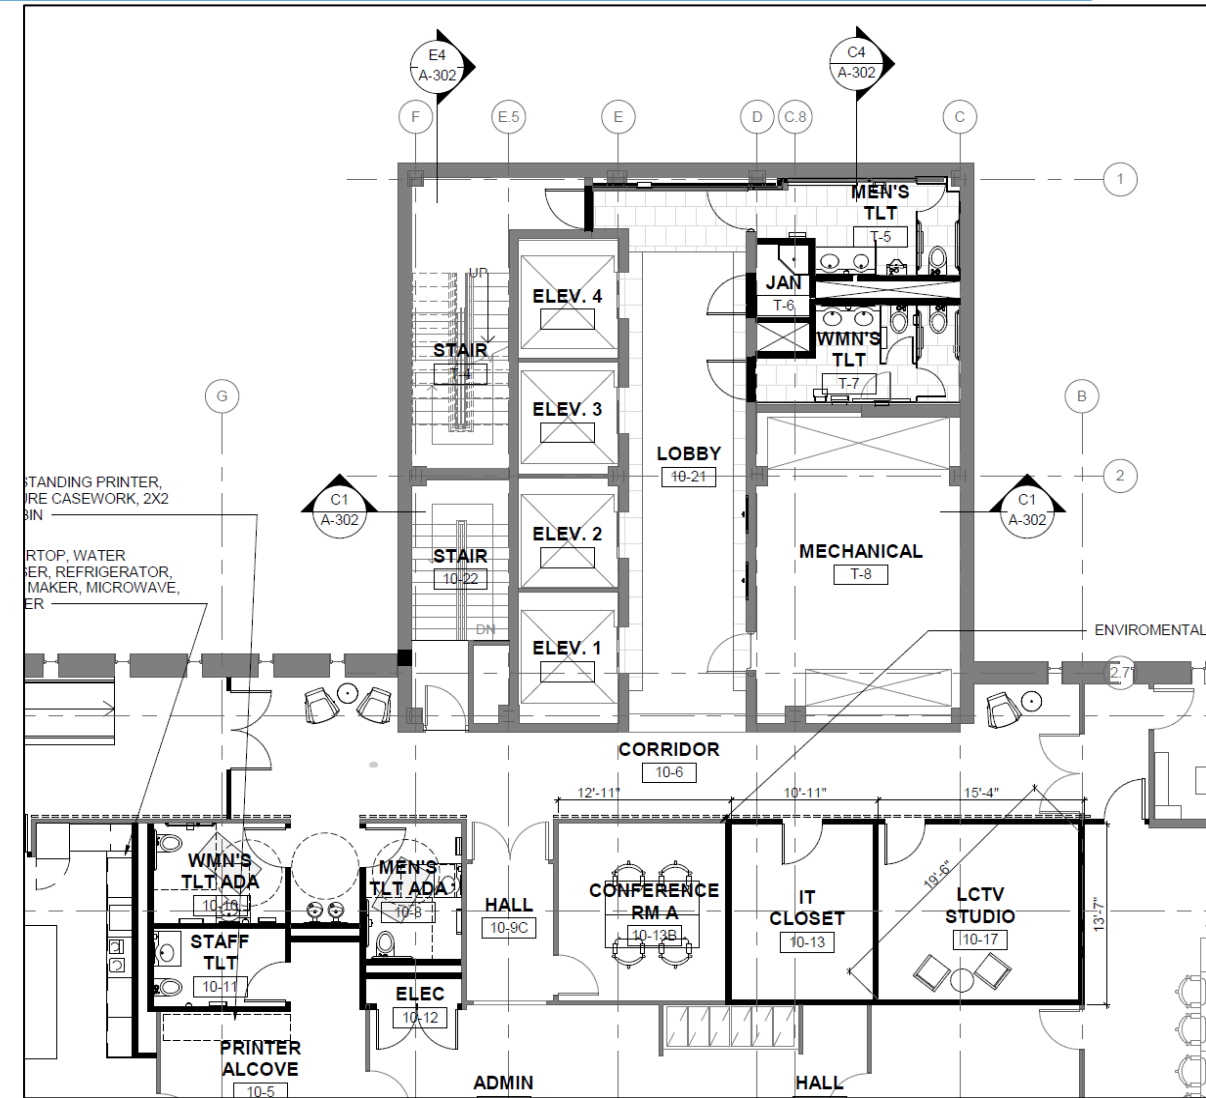 E4
A-302
C4
A-302
F
E.5
E
D
C.8
C
1
MEN'S
TLT
T-5
UP
ELEV. 4
JAN
T-6
STAIR
T-4
WMN'S
TLT
T-7
G
ELEV. 3
B
LOBBY
10-21
2
STANDING PRINTER,
URE CASEWORK, 2X2
BIN
C1
A-302
C1
A-302
ELEV. 2
STAIR
10-22
MECHANICAL
T-8
RTOP, WATER
SER, REFRIGERATOR,
MAKER, MICROWAVE,
ER
DN
ELEV. 1
ENVIROMENTAL
2.7
CORRIDOR
10-6
12'-11"
10'-11"
15'-4"
WMN'S
TLT ADA
10-10
MEN'S
TLT ADA
10-8
HALL
10-9C
CONFERENCE
RM A
10-13B
IT
CLOSET
10-13
19'-6"
LCTV
STUDIO
10-17
13'-7"
STAFF
TLT
10-11
ELEC
10-12
PRINTER
ALCOVE
10-5
ADMIN
HALL